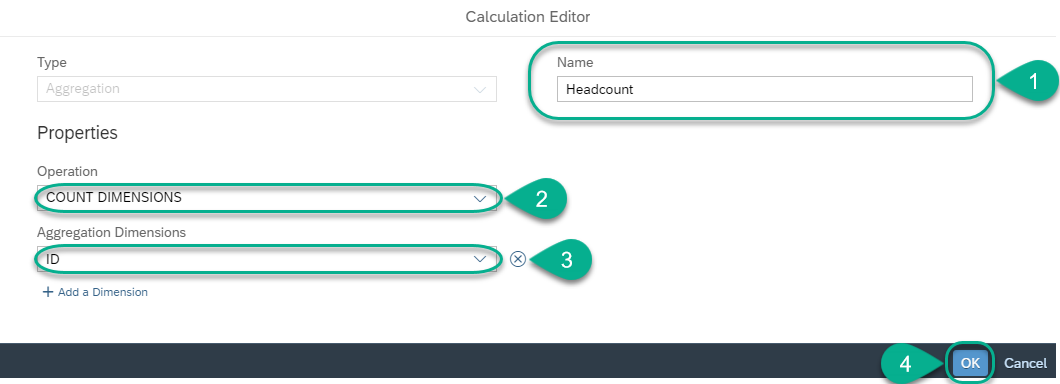 Calculation Editor
Type
Aggregation
Name
Headcount
1
Properties
Operation
COUNT DIMENSIONS
2
Aggregation Dimensions
ID
3
+ Add a Dimension
4
OK
Cancel